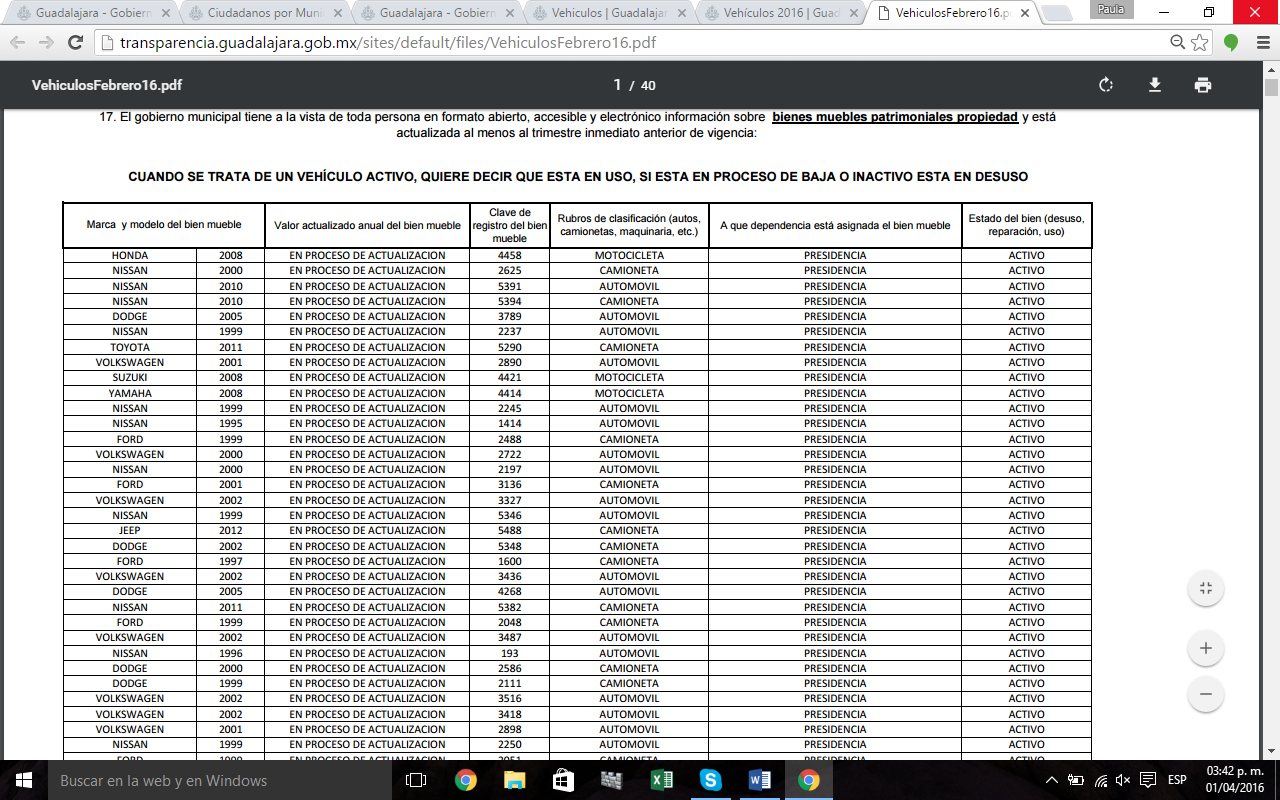 Guadalajara - Gobiern
Ciudadanos por Muni
Guadalajara - Gobiern
Vehiculos | Guadalajar
Vehículos 2016 | Guad
VehiculosFebrero16.p
Paula
transparencia.guadalajara.gob.mx/sites/default/files/VehiculosFebrero16.pdf
VehiculosFebrero16.pdf
1 / 40
17. El gobierno municipal tiene a la vista de toda persona en formato abierto, accesible y electrónico información sobre bienes muebles patrimoniales propiedad y está
actualizada al menos al trimestre inmediato anterior de vigencia:
CUANDO SE TRATA DE UN VEHÍCULO ACTIVO, QUIERE DECIR QUE ESTA EN USO, SI ESTA EN PROCESO DE BAJA O INACTIVO ESTA EN DESUSO
Marca y modelo del bien mueble
Valor actualizado anual del bien mueble
Clave de
registro del bien
mueble
Rubros de clasificación (autos,
camionetas, maquinaria, etc.)
A que dependencia está asignada el bien mueble
Estado del bien (desuso,
reparación, uso)
HONDA 2008 EN PROCESO DE ACTUALIZACION 4458 MOTOCICLETA PRESIDENCIA ACTIVO
NISSAN 2000 EN PROCESO DE ACTUALIZACION 2625 CAMIONETA PRESIDENCIA ACTIVO
NISSAN 2010 EN PROCESO DE ACTUALIZACION 5391 AUTOMOVIL PRESIDENCIA ACTIVO
NISSAN 2010 EN PROCESO DE ACTUALIZACION 5394 CAMIONETA PRESIDENCIA ACTIVO
DODGE 2005 EN PROCESO DE ACTUALIZACION 3789 AUTOMOVIL PRESIDENCIA ACTIVO
NISSAN 1999 EN PROCESO DE ACTUALIZACION 2237 AUTOMOVIL PRESIDENCIA ACTIVO
TOYOTA 2011 EN PROCESO DE ACTUALIZACION 5290 CAMIONETA PRESIDENCIA ACTIVO
VOLKSWAGEN 2001 EN PROCESO DE ACTUALIZACION 2890 AUTOMOVIL PRESIDENCIA ACTIVO
SUZUKI 2008 EN PROCESO DE ACTUALIZACION 4421 MOTOCICLETA PRESIDENCIA ACTIVO
YAMAHA 2008 EN PROCESO DE ACTUALIZACION 4414 MOTOCICLETA PRESIDENCIA ACTIVO
NISSAN 1999 EN PROCESO DE ACTUALIZACION 2245 AUTOMOVIL PRESIDENCIA ACTIVO
NISSAN 1995 EN PROCESO DE ACTUALIZACION 1414 AUTOMOVIL PRESIDENCIA ACTIVO
FORD 1999 EN PROCESO DE ACTUALIZACION 2488 CAMIONETA PRESIDENCIA ACTIVO
VOLKSWAGEN 2000 EN PROCESO DE ACTUALIZACION 2722 AUTOMOVIL PRESIDENCIA ACTIVO
NISSAN 2000 EN PROCESO DE ACTUALIZACION 2197 AUTOMOVIL PRESIDENCIA ACTIVO
FORD 2001 EN PROCESO DE ACTUALIZACION 3136 CAMIONETA PRESIDENCIA ACTIVO
VOLKSWAGEN 2002 EN PROCESO DE ACTUALIZACION 3327 AUTOMOVIL PRESIDENCIA ACTIVO
NISSAN 1999 EN PROCESO DE ACTUALIZACION 5346 AUTOMOVIL PRESIDENCIA ACTIVO
JEEP 2012 EN PROCESO DE ACTUALIZACION 5488 CAMIONETA PRESIDENCIA ACTIVO
DODGE 2002 EN PROCESO DE ACTUALIZACION 5348 CAMIONETA PRESIDENCIA ACTIVO
FORD 1997 EN PROCESO DE ACTUALIZACION 1600 CAMIONETA PRESIDENCIA ACTIVO
VOLKSWAGEN 2002 EN PROCESO DE ACTUALIZACION 3436 AUTOMOVIL PRESIDENCIA ACTIVO
DODGE 2005 EN PROCESO DE ACTUALIZACION 4268 AUTOMOVIL PRESIDENCIA ACTIVO
NISSAN 2011 EN PROCESO DE ACTUALIZACION 5382 CAMIONETA PRESIDENCIA ACTIVO
FORD 1999 EN PROCESO DE ACTUALIZACION 2048 CAMIONETA PRESIDENCIA ACTIVO
VOLKSWAGEN 2002 EN PROCESO DE ACTUALIZACION 3487 AUTOMOVIL PRESIDENCIA ACTIVO
NISSAN 1996 EN PROCESO DE ACTUALIZACION 193 AUTOMOVIL PRESIDENCIA ACTIVO
DODGE 2000 EN PROCESO DE ACTUALIZACION 2586 CAMIONETA PRESIDENCIA ACTIVO
DODGE 1999 EN PROCESO DE ACTUALIZACION 2111 CAMIONETA PRESIDENCIA ACTIVO
VOLKSWAGEN 2002 EN PROCESO DE ACTUALIZACION 3516 AUTOMOVIL PRESIDENCIA ACTIVO
VOLKSWAGEN 2002 EN PROCESO DE ACTUALIZACION 3418 AUTOMOVIL PRESIDENCIA ACTIVO
VOLKSWAGEN 2001 EN PROCESO DE ACTUALIZACION 2898 AUTOMOVIL PRESIDENCIA ACTIVO
NISSAN 1999 EN PROCESO DE ACTUALIZACION 2250 AUTOMOVIL PRESIDENCIA ACTIVO
Buscar en la web y en Windows
ESP
03:42 p. m.
01/04/2016